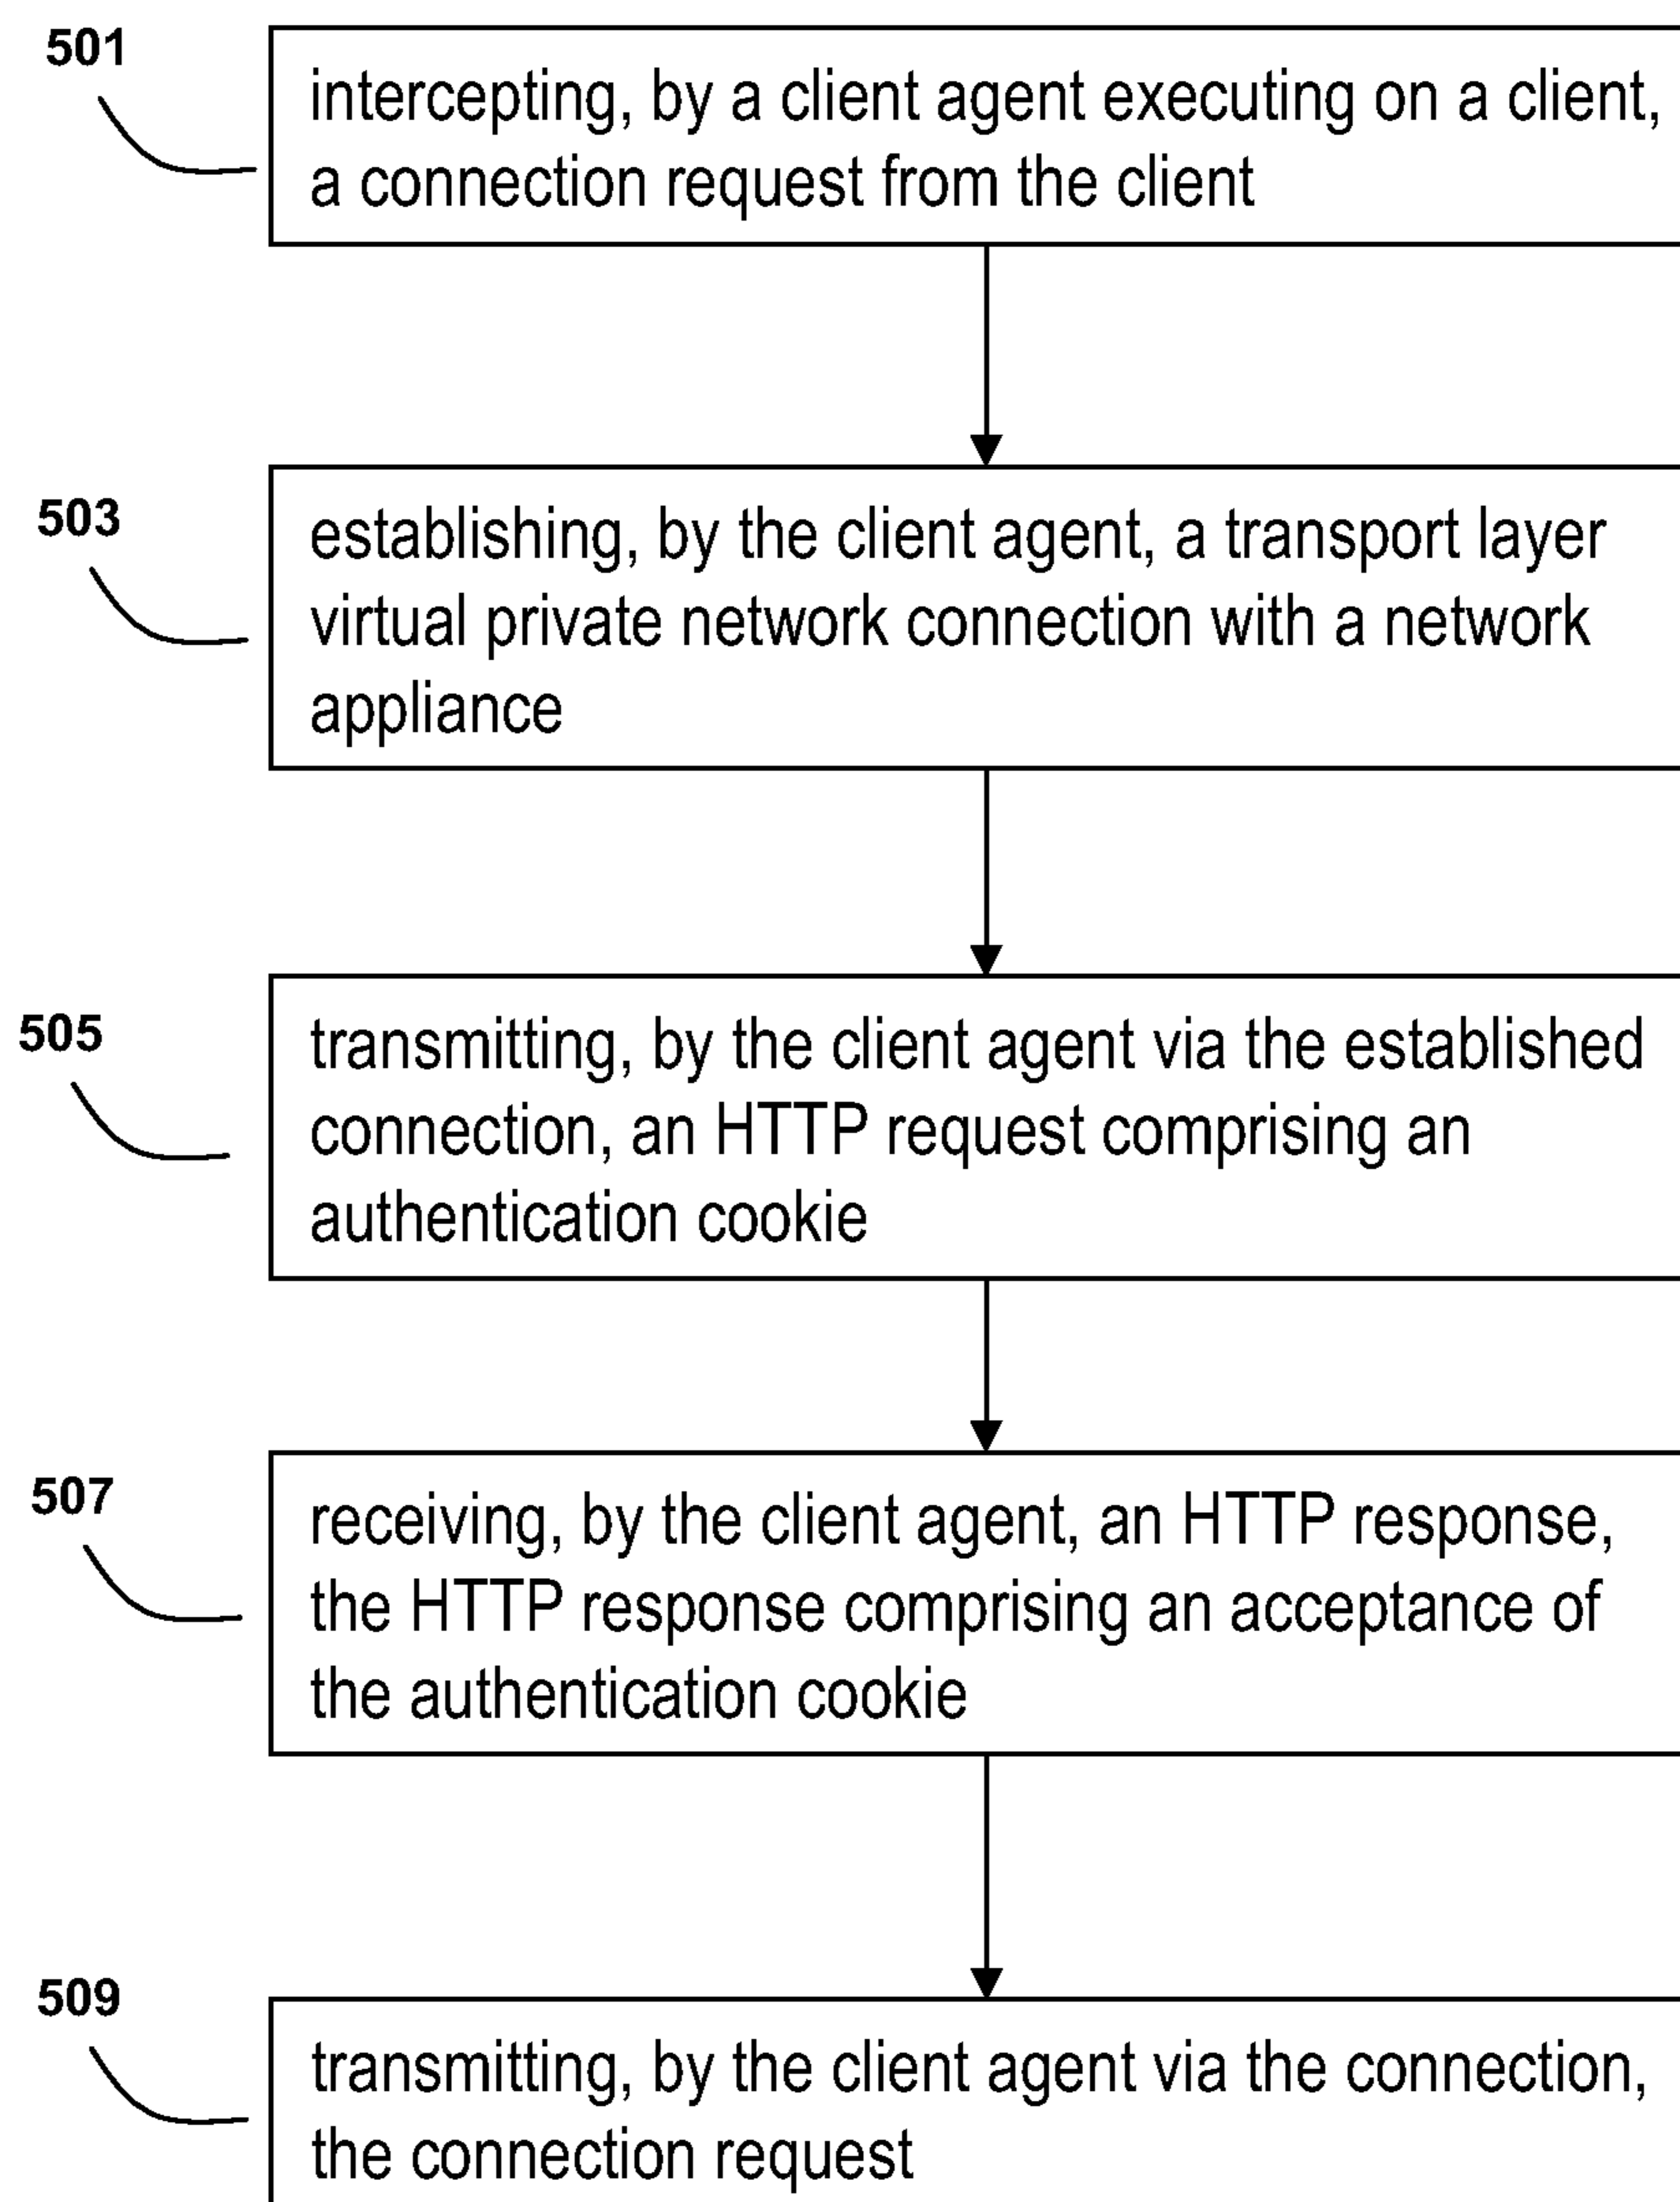 501
intercepting, by a client agent executing on a client,
a connection request from the client
503
establishing, by the client agent, a transport layer
virtual private network connection with a network
appliance
505
transmitting, by the client agent via the established
connection, an HTTP request comprising an
authentication cookie
507
receiving, by the client agent, an HTTP response,
the HTTP response comprising an acceptance of
the authentication cookie
509
transmitting, by the client agent via the connection,
the connection request